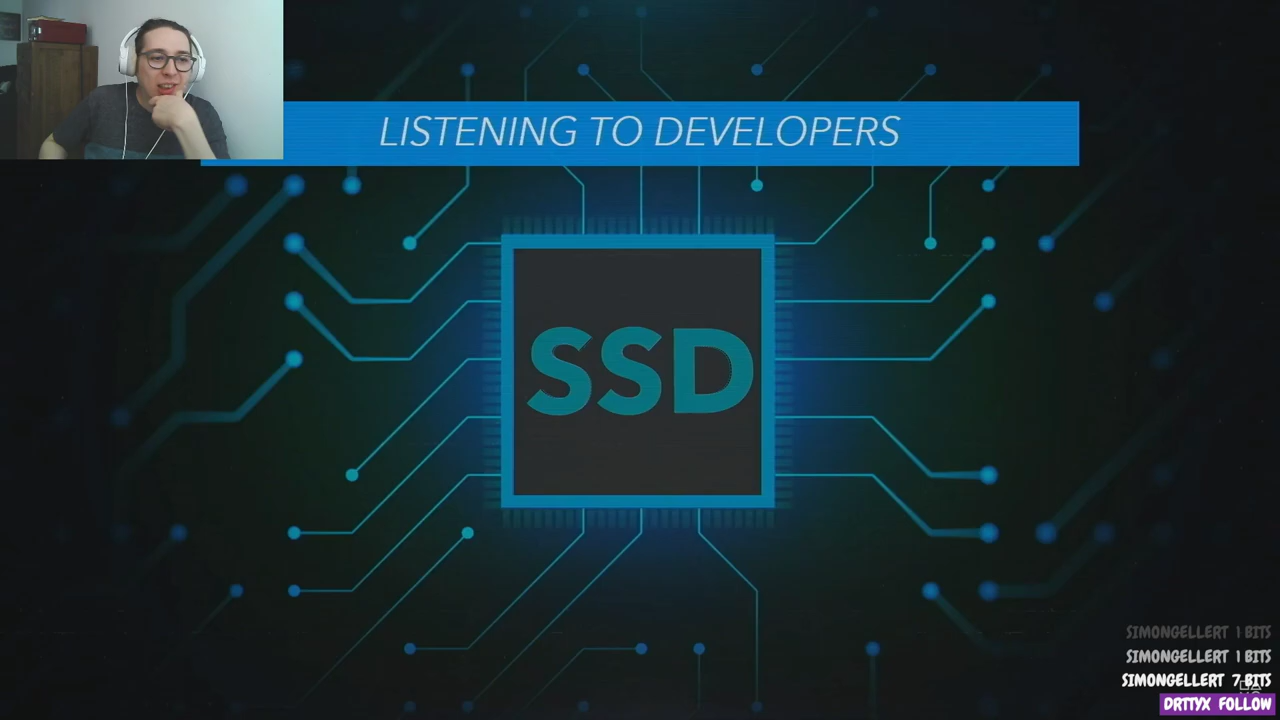 LISTENING TO DEVELOPERS
SSD
SIMONGELLERT 1 BITS
SIMONGELLERT 1 BITS
SIMONGELLERT 7 BITS
DRTTYX FOLLOW